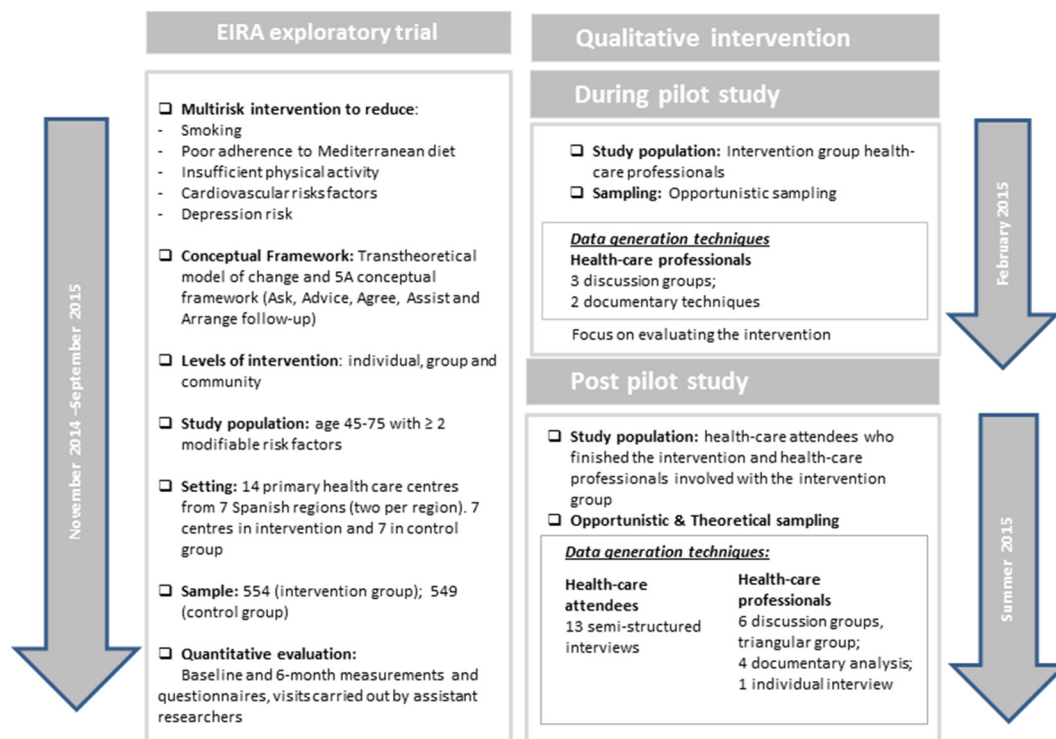 EIRA exploratory trial
November 2014 –September 2015
❑ Multirisk intervention to reduce:
- Smoking
- Poor adherence to Mediterranean diet
- Insufficient physical activity
- Cardiovascular risks factors
- Depression risk
❑ Conceptual Framework: Transtheoretical
model of change and 5A conceptual
framework (Ask, Advice, Agree, Assist and
Arrange follow-up)
❑ Levels of intervention: individual, group and
community
❑ Study population: age 45-75 with ≥ 2
modifiable risk factors
❑ Setting: 14 primary health care centres
from 7 Spanish regions (two per region). 7
centres in intervention and 7 in control
group
❑ Sample: 554 (intervention group); 549
(control group)
❑ Quantitative evaluation:
Baseline and 6-month measurements and
questionnaires, visits carried out by assistant
researchers
Qualitative intervention
During pilot study
❑ Study population: Intervention group health-
care professionals
❑ Sampling: Opportunistic sampling
Data generation techniques
Health-care professionals
3 discussion groups;
2 documentary techniques
Focus on evaluating the intervention
February 2015
Post pilot study
❑ Study population: health-care attendees who
finished the intervention and health-care
professionals involved with the intervention
group
❑ Opportunistic & Theoretical sampling
Data generation techniques:
Health-care
attendees
13 semi-structured
interviews
Health-care
professionals
6 discussion groups,
triangular group;
4 documentary analysis;
1 individual interview
Summer 2015